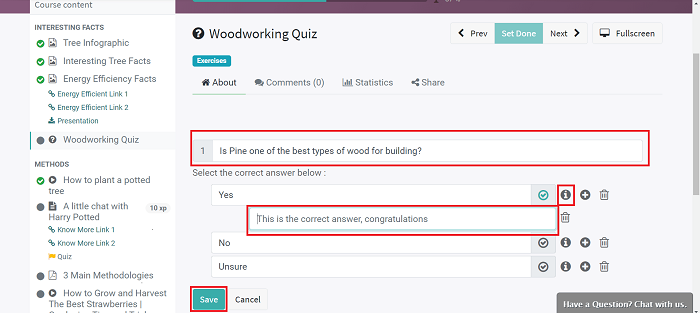 Course content
INTERESTING FACTS
Tree Infographic
Interesting Tree Facts
Energy Efficiency Facts
Energy Efficient Link 1
Energy Efficient Link 2
Presentation
Woodworking Quiz
METHODS
How to plant a potted
tree
A little chat with
Harry Potted
10 xp
Know More Link 1
Know More Link 2
Quiz
3 Main Methodologies
How to Grow and Harvest
The Best Strawberries |
Woodworking Quiz
Prev
Set Done
Next
Fullscreen
Exercises
About
Comments (0)
Statistics
Share
1 Is Pine one of the best types of wood for building?
Select the correct answer below :
Yes
This is the correct answer, congratulations
No
Unsure
Save
Cancel
Have a Question? Chat with us.